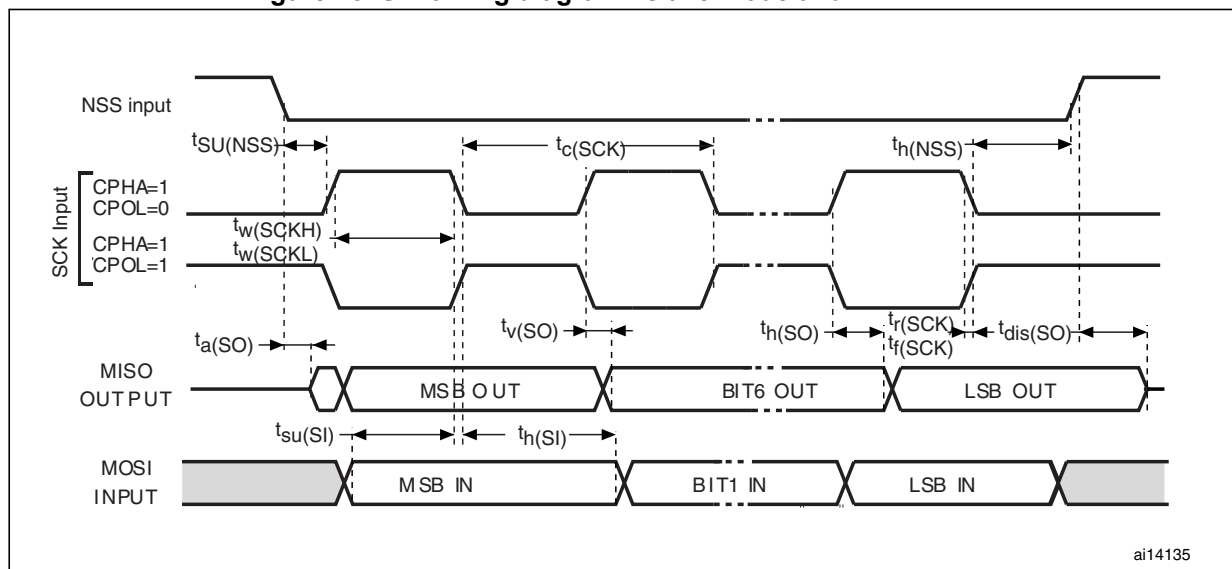 NSS input
tSU(NSS)
tc(SCK)
th(NSS)
SCK Input
CPHA=1
CPOL=0
tw(SCKH)
tw(SCKL)
CPHA=1
CPOL=1
ta(SO)
tv(SO)
th(SO)
tr(SCK)
tf(SCK)
tdis(SO)
MISO
OUTPUT
MSB OUT
BIT6 OUT
LSB OUT
tsu(SI)
th(SI)
MOSI
INPUT
MSB IN
BIT1 IN
LSB IN
ai14135